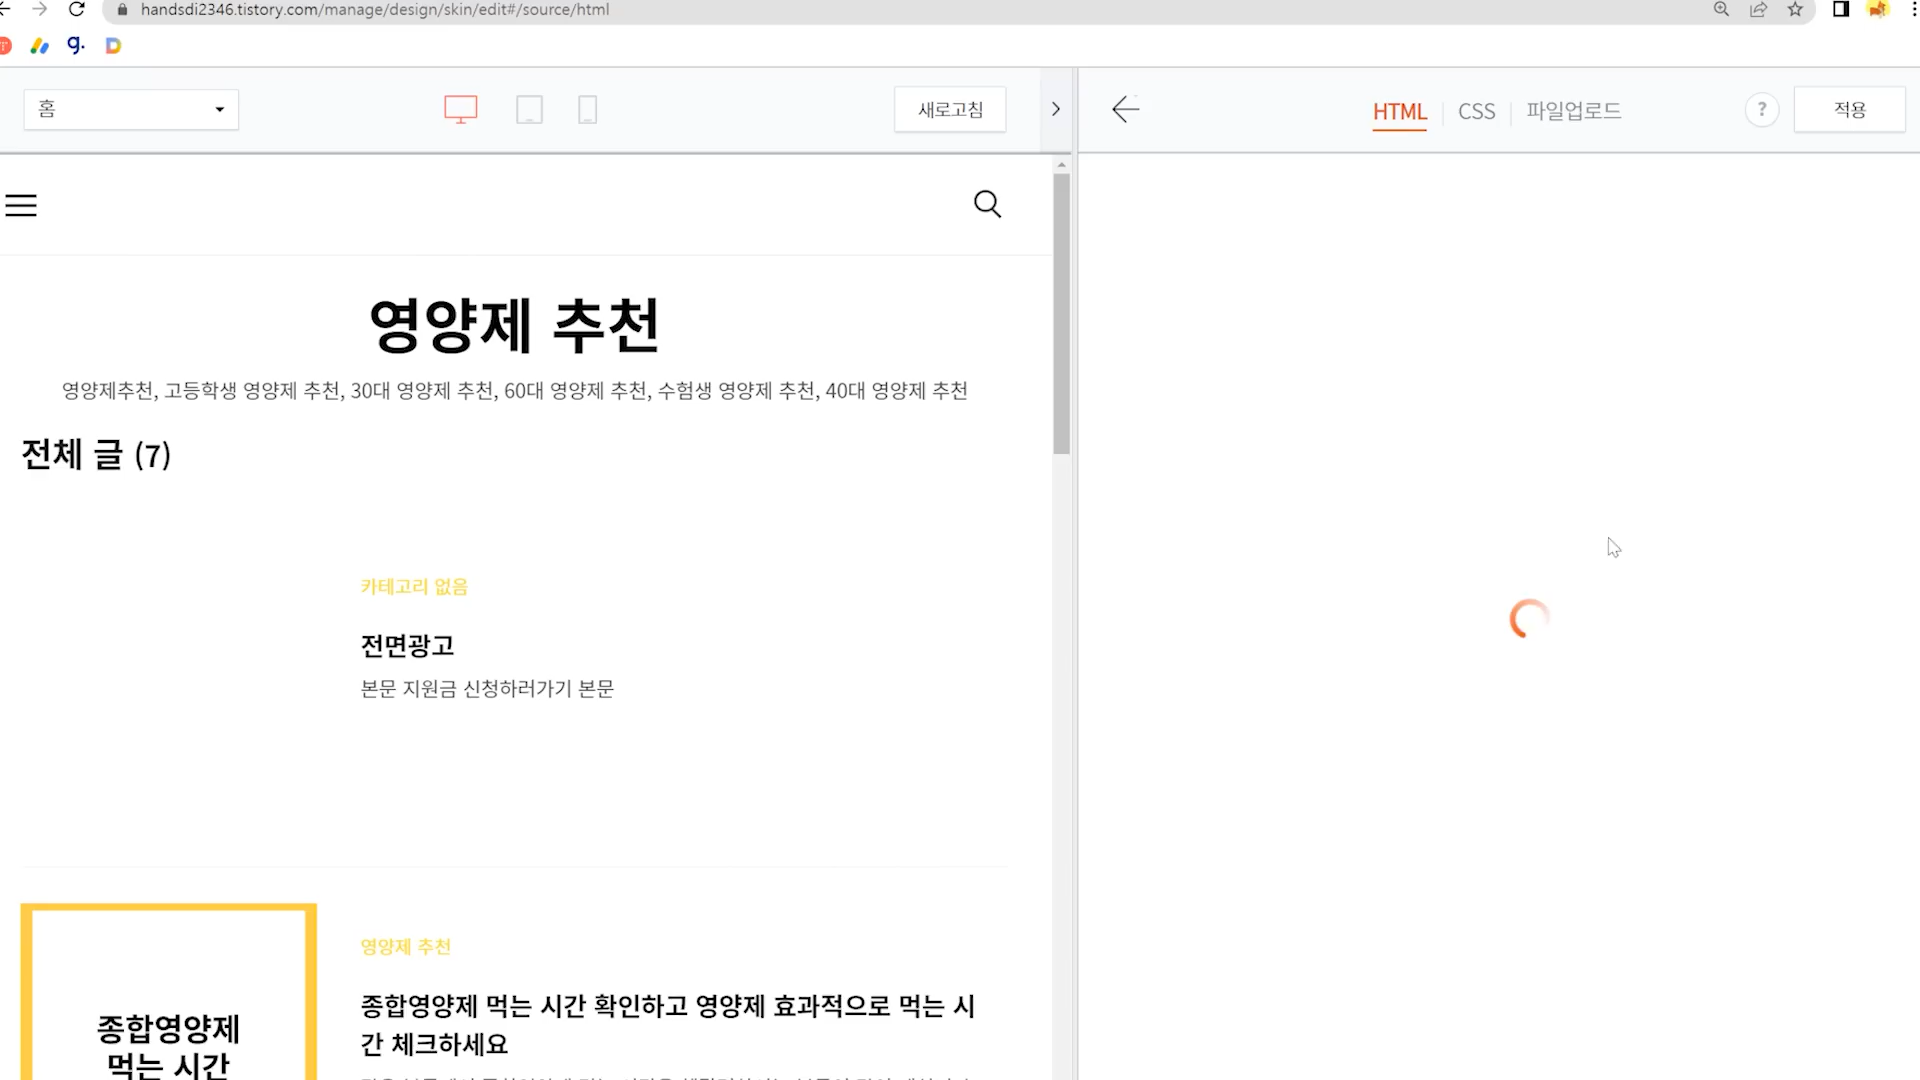 handsdi2346.tistory.com/manage/design/skin/edit#/source/html
T
g.
D
홈
새로고침
HTML
CSS
파일업로드
?
적용
영양제 추천
영양제추천, 고등학생 영양제 추천, 30대 영양제 추천, 60대 영양제 추천, 수험생 영양제 추천, 40대 영양제 추천
전체 글 (7)
카테고리 없음
전면광고
본문 지원금 신청하러가기 본문
영양제 추천
종합영양제 먹는 시간 확인하고 영양제 효과적으로 먹는 시
간 체크하세요
종합영양제
먹는 시간